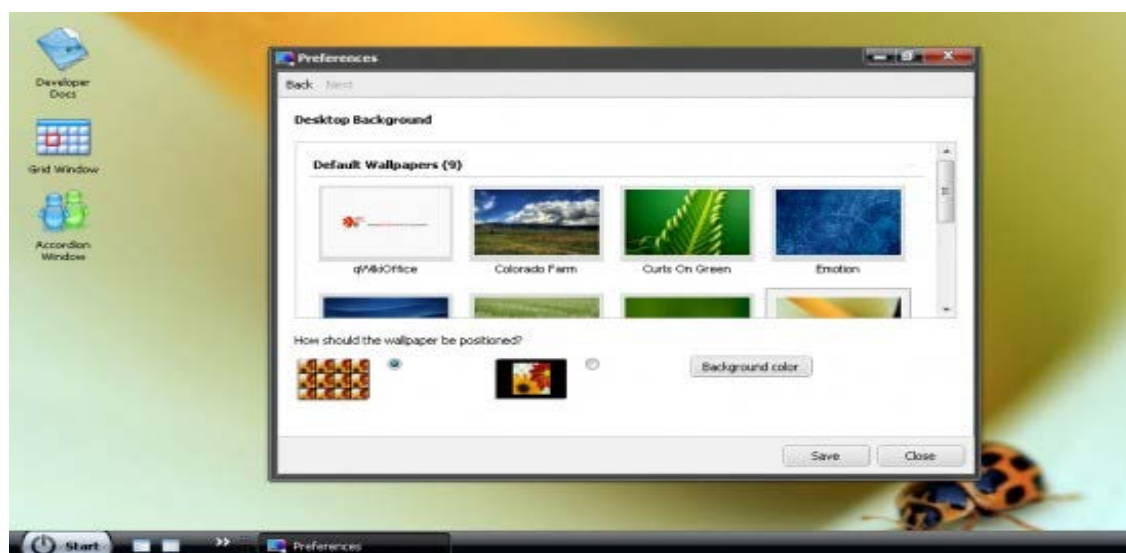 Developer
Docs
Grid Window
Accordion
Window
Preferences
Back Next
Desktop Background
Default Wallpapers (9)
qWikiOffice
Colorado Farm
Curls On Green
Emotion
How should the wallpaper be positioned?
Background color
Save
Close
Start
Preferences